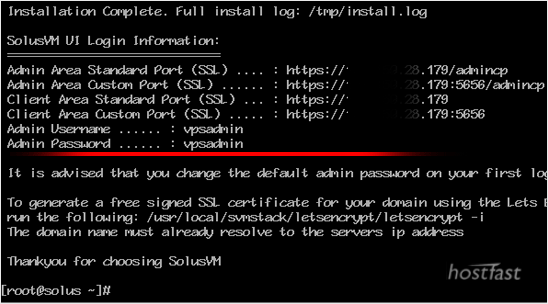 Installation Complete. Full install log: /tmp/install.log
SolusVM UI Login Information:
==============================
Admin Area Standard Port (SSL) .... : https:// 28.179/admincp
Admin Area Custom Port (SSL) ...... : https:// .28.179:5656/admincp
Client Area Standard Port (SSL) ... : https:// .179
Client Area Custom Port (SSL) ..... : https:// .179:5656
Admin Username ...... : vpsadmin
Admin Password ...... : vpsadmin
It is advised that you change the default admin password on your first
To generate a free signed SSL certificate for your domain using the Lets
run the following: /usr/local/svmstack/letsencrypt/letsencrypt -i
The domain name must already resolve to the servers ip address
Thankyou for choosing SolusVM
hostfast
[root@solus ~]#